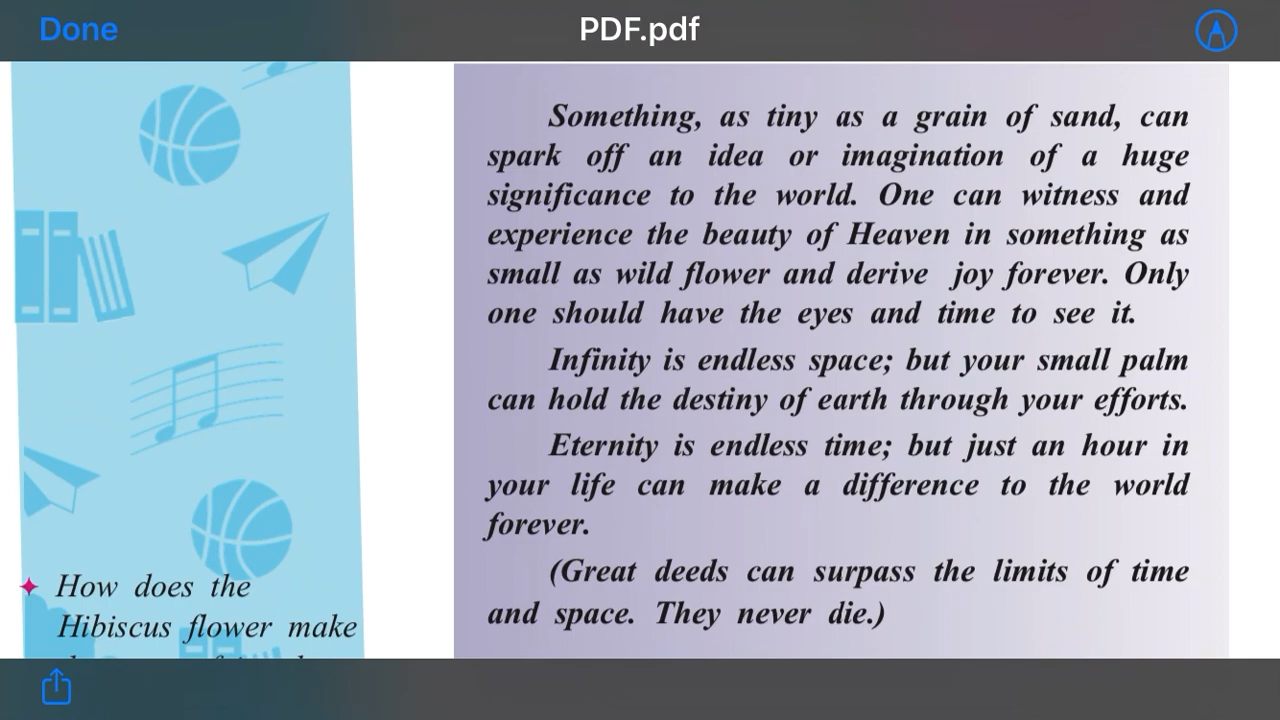 Done
PDF.pdf
Something, as tiny as a grain of sand, can
spark off an idea or imagination of a huge
significance to the world. One can witness and
experience the beauty of Heaven in something as
small as wild flower and derive joy forever. Only
one should have the eyes and time to see it.
Infinity is endless space; but your small palm
can hold the destiny of earth through your efforts.
Eternity is endless time; but just an hour in
your life can make a difference to the world
forever.
(Great deeds can surpass the limits of time
and space. They never die.)
How does the
Hibiscus flower make